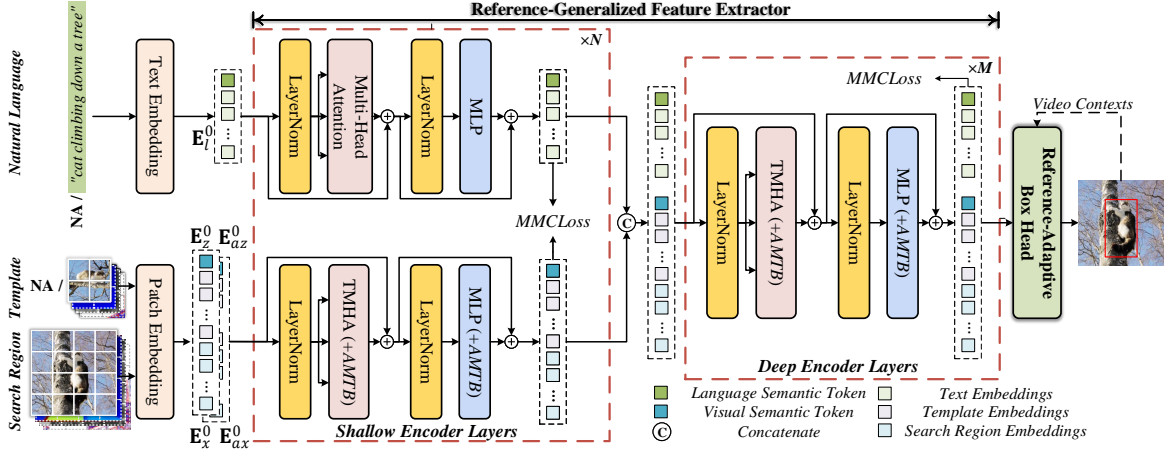 Reference-Generalized Feature Extractor
Natural Language
NA / "cat climbing down a tree"
Text Embedding
E_l^0
...
×N
LayerNorm
Multi-Head Attention
LayerNorm
MLP
...
MMCLoss
Template
NA /
Search Region
Patch Embedding
E_z^0 E_az^0
...
...
E_x^0 E_ax^0
LayerNorm
TMHA (+AMTB)
LayerNorm
MLP (+AMTB)
MMCLoss
...
...
Shallow Encoder Layers
C
...
...
...
×M
MMCLoss
LayerNorm
TMHA (+AMTB)
LayerNorm
MLP (+AMTB)
...
...
...
Deep Encoder Layers
Video Contexts
Reference-Adaptive Box Head
Language Semantic Token
Text Embeddings
Visual Semantic Token
Template Embeddings
C Concatenate
Search Region Embeddings